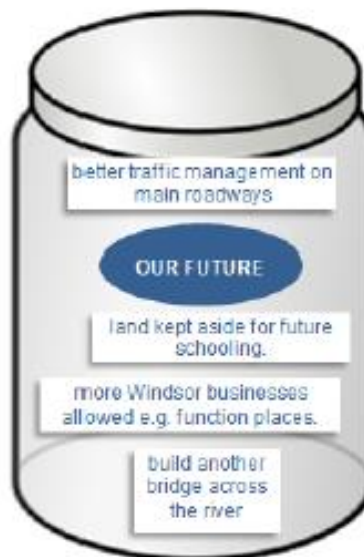 better traffic management on
main roadways
OUR FUTURE
land kept aside for future
schooling.
more Windsor businesses
allowed e.g. function places.
build another
bridge across
the river